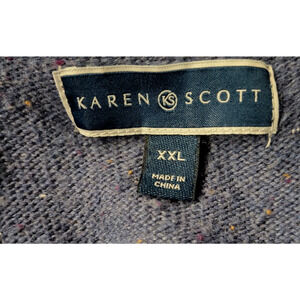 KAREN KS SCOTT
XXL
MADE IN
CHINA